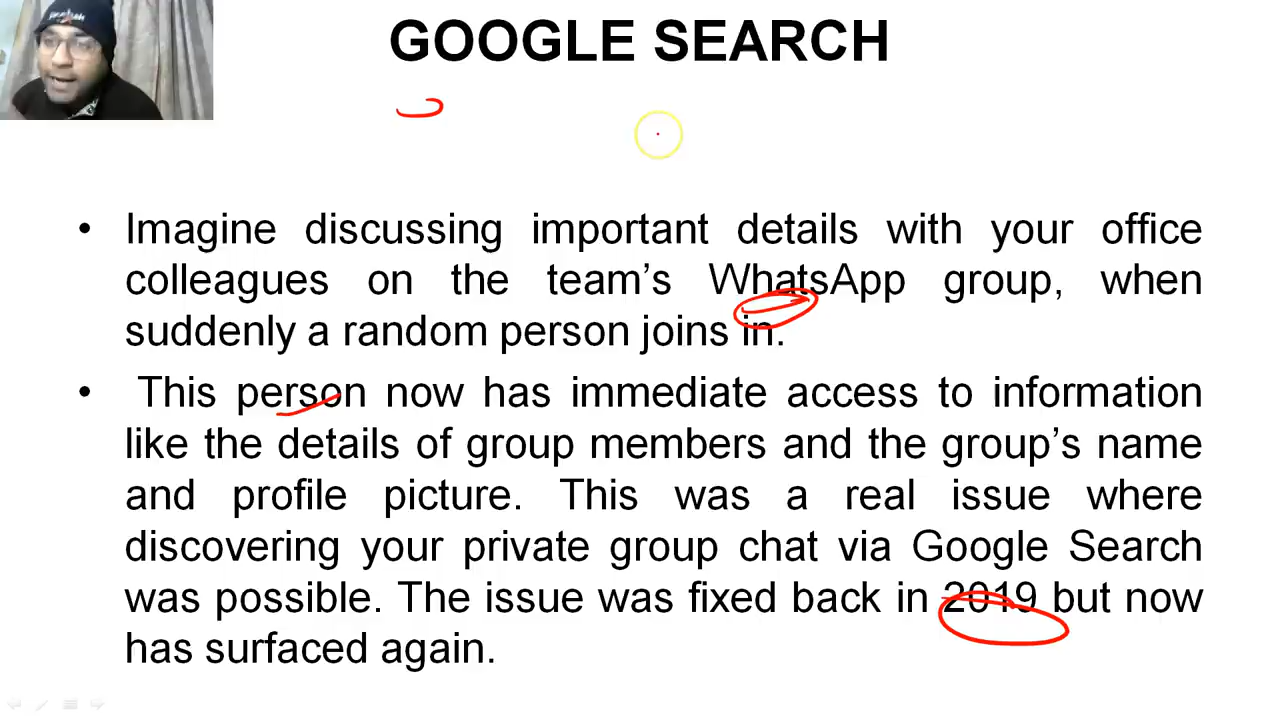 GOOGLE SEARCH
• Imagine discussing important details with your office
colleagues on the team's WhatsApp group, when
suddenly a random person joins in.
• This person now has immediate access to information
like the details of group members and the group's name
and profile picture. This was a real issue where
discovering your private group chat via Google Search
was possible. The issue was fixed back in 2019 but now
has surfaced again.